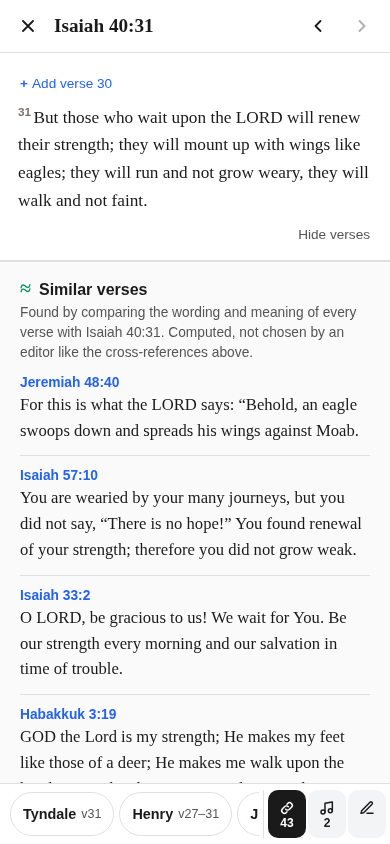 Isaiah 40:31
+ Add verse 30
31 But those who wait upon the LORD will renew
their strength; they will mount up with wings like
eagles; they will run and not grow weary, they will
walk and not faint.
Hide verses
Similar verses
Found by comparing the wording and meaning of every
verse with Isaiah 40:31. Computed, not chosen by an
editor like the cross-references above.
Jeremiah 48:40
For this is what the LORD says: “Behold, an eagle
swoops down and spreads his wings against Moab.
Isaiah 57:10
You are wearied by your many journeys, but you
did not say, “There is no hope!” You found renewal
of your strength; therefore you did not grow weak.
Isaiah 33:2
O LORD, be gracious to us! We wait for You. Be
our strength every morning and our salvation in
time of trouble.
Habakkuk 3:19
GOD the Lord is my strength; He makes my feet
like those of a deer; He makes me walk upon the
Tyndale v31 Henry v27–31 J 43 2